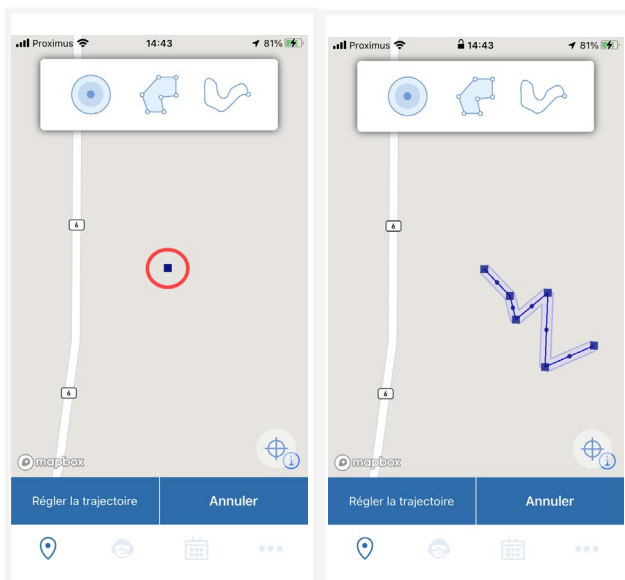 Proximus 14:43 81%
6
6
mapbox
Régler la trajectoire Annuler
Proximus 14:43 81%
6
6
mapbox
Régler la trajectoire Annuler